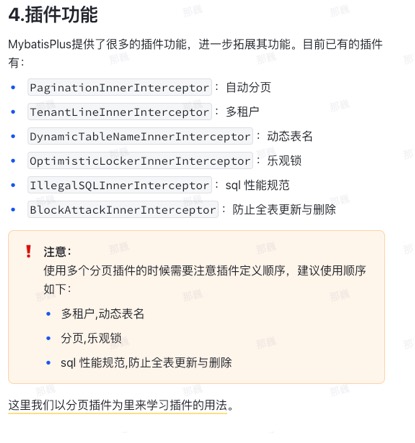 4.插件功能
MybatisPlus提供了很多的插件功能，进一步拓展其功能。目前已有的插件
有：
PaginationInnerInterceptor：自动分页
TenantLineInnerInterceptor：多租户
DynamicTableNameInnerInterceptor：动态表名
OptimisticLockerInnerInterceptor：乐观锁
IllegalSQLInnerInterceptor：sql 性能规范
BlockAttackInnerInterceptor：防止全表更新与删除
注意：
使用多个分页插件的时候需要注意插件定义顺序，建议使用顺序
如下：
多租户,动态表名
分页,乐观锁
sql 性能规范,防止全表更新与删除
这里我们以分页插件为里来学习插件的用法。